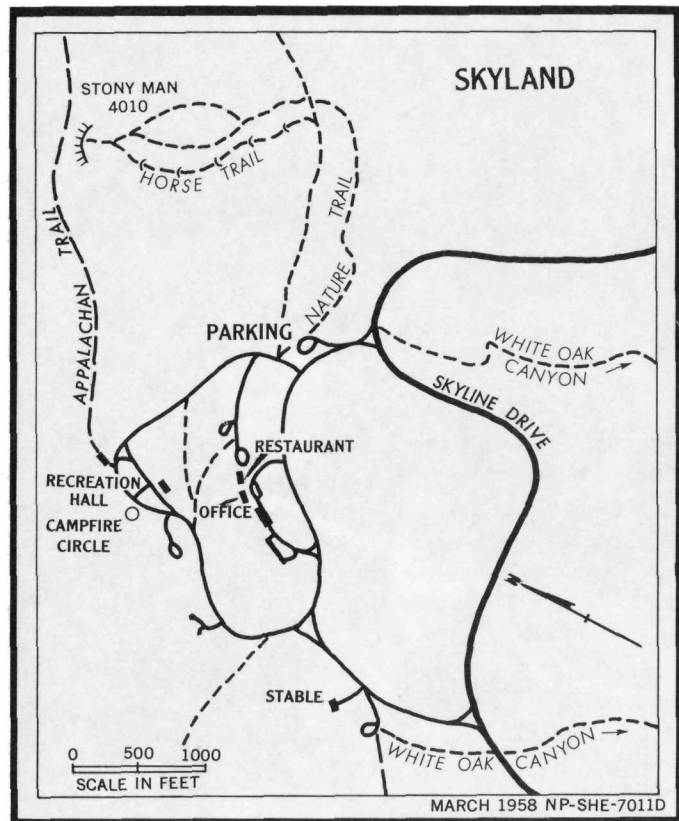 SKYLAND
STONY MAN
4010
HORSE TRAIL
NATURE TRAIL
APPALACHAN TRAIL
PARKING
WHITE OAK
CANYON
SKYLINE DRIVE
RESTAURANT
RECREATION
HALL
OFFICE
CAMPFIRE
CIRCLE
N
STABLE
WHITE OAK CANYON
0 500 1000
SCALE IN FEET
MARCH 1958 NP-SHE-7011D